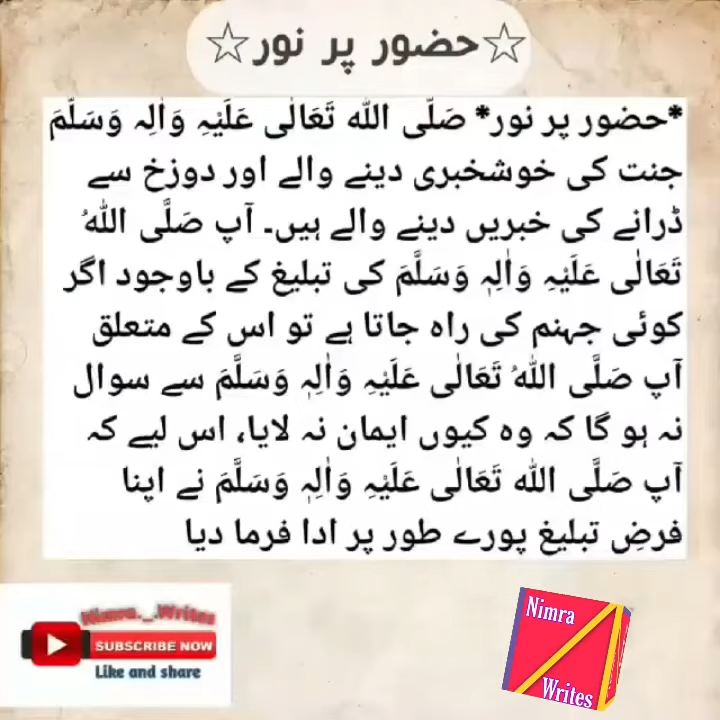 ☆حضور پر نور☆
*حضور پر نور* صَلَّی اللّٰہ تَعَالٰی عَلَیْہِ وَاٰلِہ وَسَلَّمَ
جنت کی خوشخبری دینے والے اور دوزخ سے
ڈرانے کی خبریں دینے والے ہیں۔ آپ صَلَّی اللّٰہُ
تَعَالٰی عَلَیْہِ وَاٰلِہٖ وَسَلَّمَ کی تبلیغ کے باوجود اگر
کوئی جہنم کی راہ جاتا ہے تو اس کے متعلق
آپ صَلَّی اللّٰہُ تَعَالٰی عَلَیْہِ وَاٰلِہٖ وَسَلَّمَ سے سوال
نہ ہو گا کہ وہ کیوں ایمان نہ لایا، اس لیے کہ
آپ صَلَّی اللّٰہ تَعَالٰی عَلَیْہِ وَاٰلِہٖ وَسَلَّمَ نے اپنا
فرضِ تبلیغ پورے طور پر ادا فرما دیا
Nimra._.Writes
SUBSCRIBE NOW
Like and share
Nimra
Writes